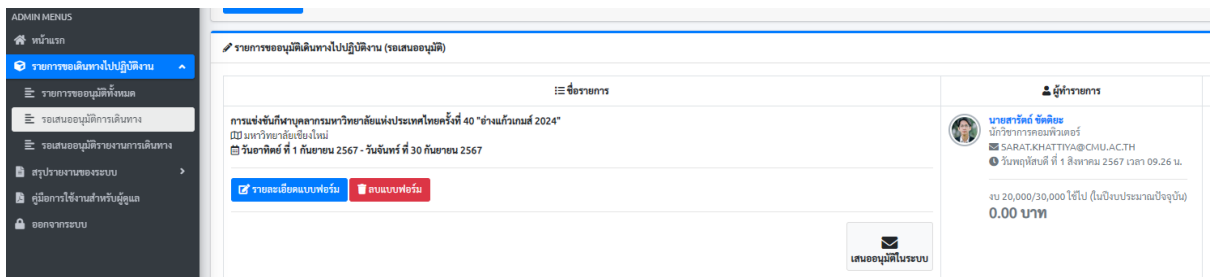 ADMIN MENUS
หน้าแรก
รายการขอเดินทางไปปฏิบัติงาน
รายการขออนุมัติทั้งหมด
รอเสนออนุมัติการเดินทาง
รอเสนออนุมัติรายงานการเดินทาง
สรุปรายงานของระบบ
คู่มือการใช้งานสำหรับผู้ดูแล
ออกจากระบบ
รายการขออนุมัติเดินทางไปปฏิบัติงาน (รอเสนออนุมัติ)
ชื่อรายการ
ผู้ทำรายการ
การแข่งขันกีฬาบุคลากรมหาวิทยาลัยแห่งประเทศไทยครั้งที่ 40 "อ่างแก้วเกมส์ 2024"
มหาวิทยาลัยเชียงใหม่
วันอาทิตย์ ที่ 1 กันยายน 2567 - วันจันทร์ ที่ 30 กันยายน 2567
รายละเอียดแบบฟอร์ม
ลบแบบฟอร์ม
เสนออนุมัติในระบบ
นายสารัตถ์ ขัตติยะ
นักวิชาการคอมพิวเตอร์
SARAT.KHATTIYA@CMU.AC.TH
วันพฤหัสบดี ที่ 1 สิงหาคม 2567 เวลา 09.26 น.
งบ 20,000/30,000 ใช้ไป (ในปีงบประมาณปัจจุบัน)
0.00 บาท